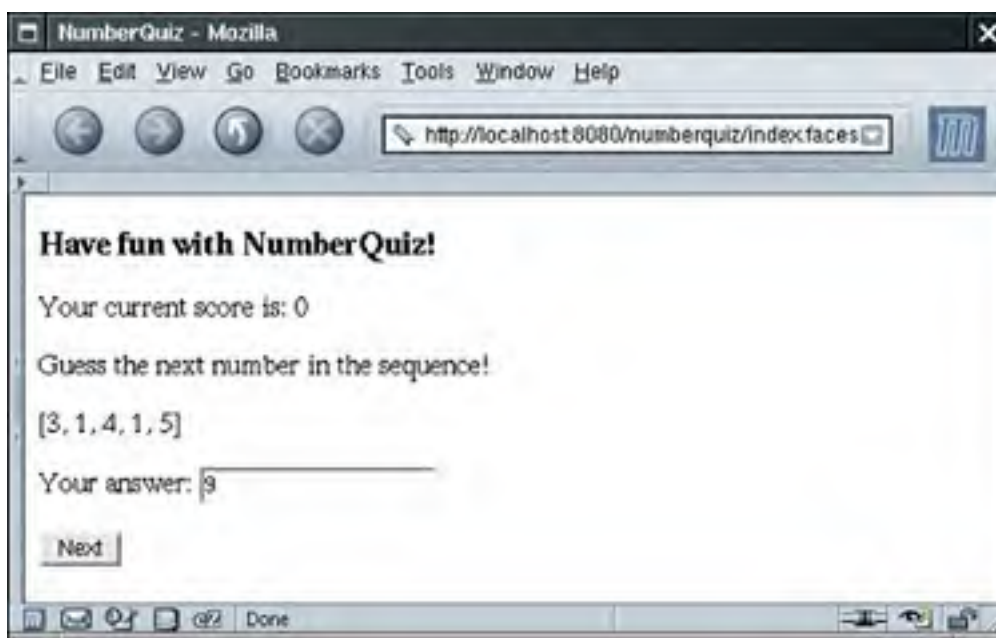 NumberQuiz - Mozilla
File Edit View Go Bookmarks Tools Window Help
http://localhost:8080/numberquiz/index.faces
Have fun with NumberQuiz!
Your current score is: 0
Guess the next number in the sequence!
[3, 1, 4, 1, 5]
Your answer: 9
Next
Done